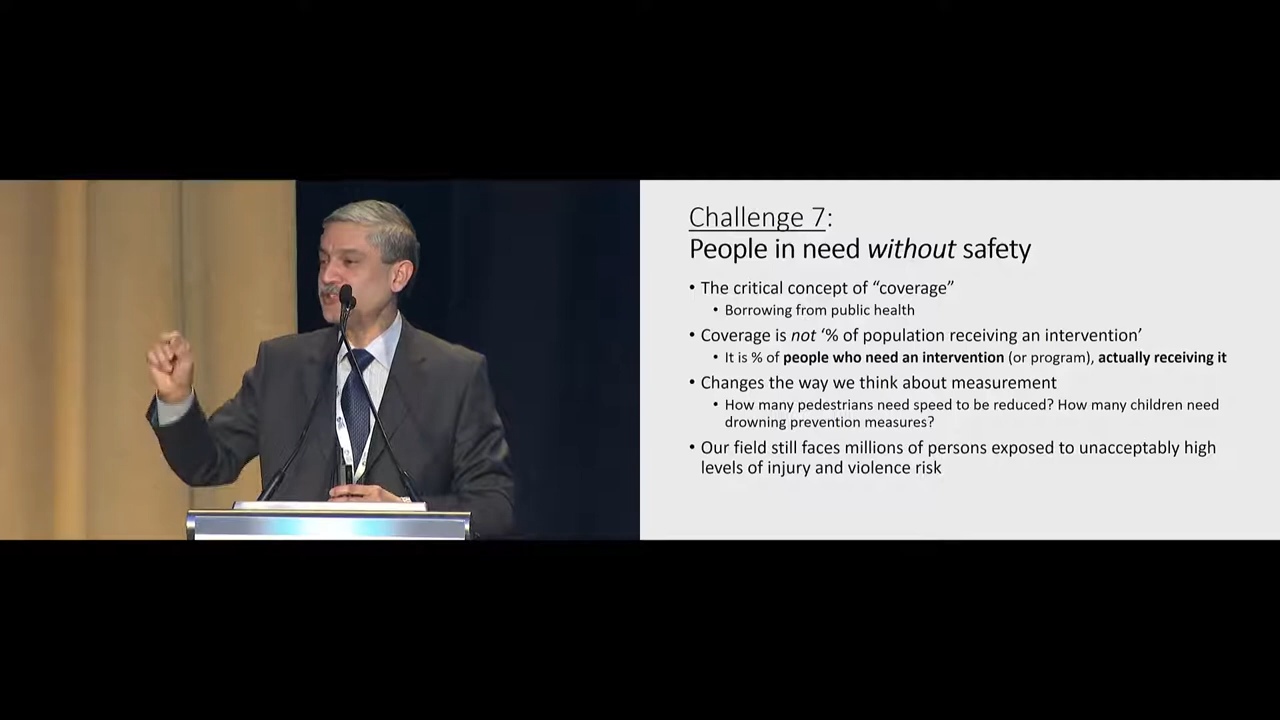 Challenge 7:
People in need without safety
• The critical concept of “coverage”
• Borrowing from public health
• Coverage is not ‘% of population receiving an intervention’
• It is % of people who need an intervention (or program), actually receiving it
• Changes the way we think about measurement
• How many pedestrians need speed to be reduced? How many children need
drowning prevention measures?
• Our field still faces millions of persons exposed to unacceptably high
levels of injury and violence risk